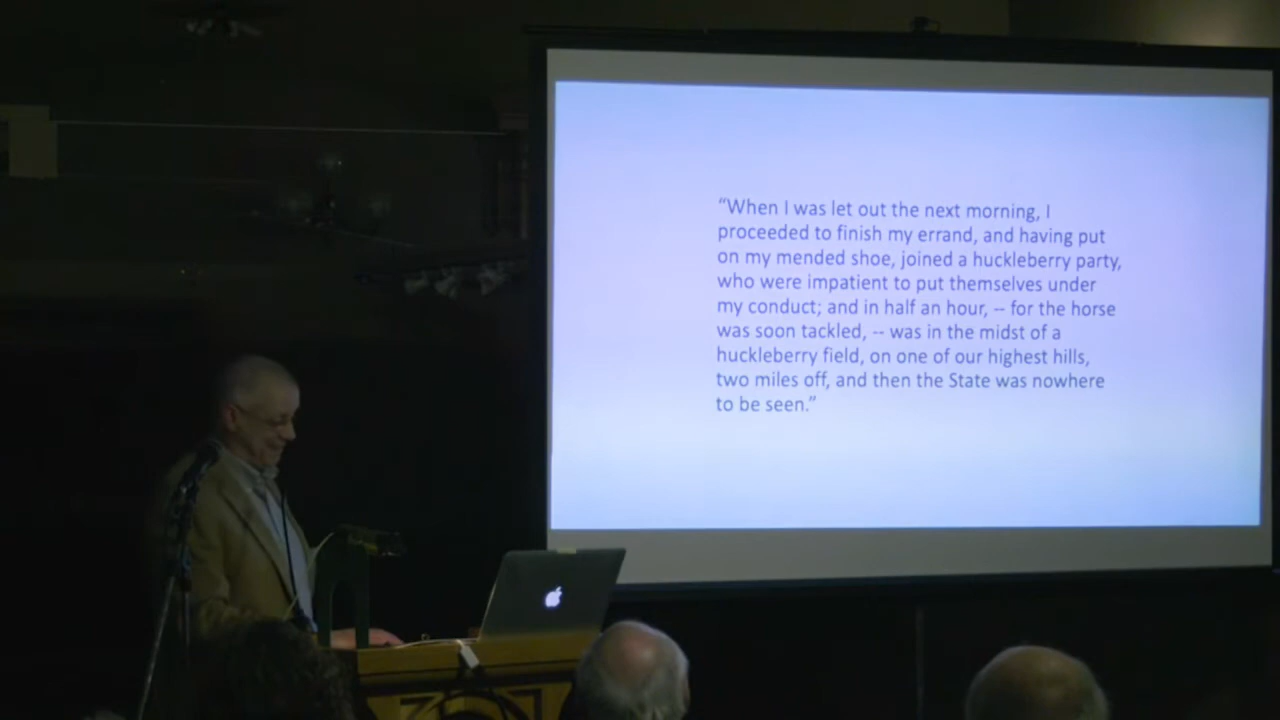 “When I was let out the next morning, I
proceeded to finish my errand, and having put
on my mended shoe, joined a huckleberry party,
who were impatient to put themselves under
my conduct; and in half an hour, -- for the horse
was soon tackled, -- was in the midst of a
huckleberry field, on one of our highest hills,
two miles off, and then the State was nowhere
to be seen.”